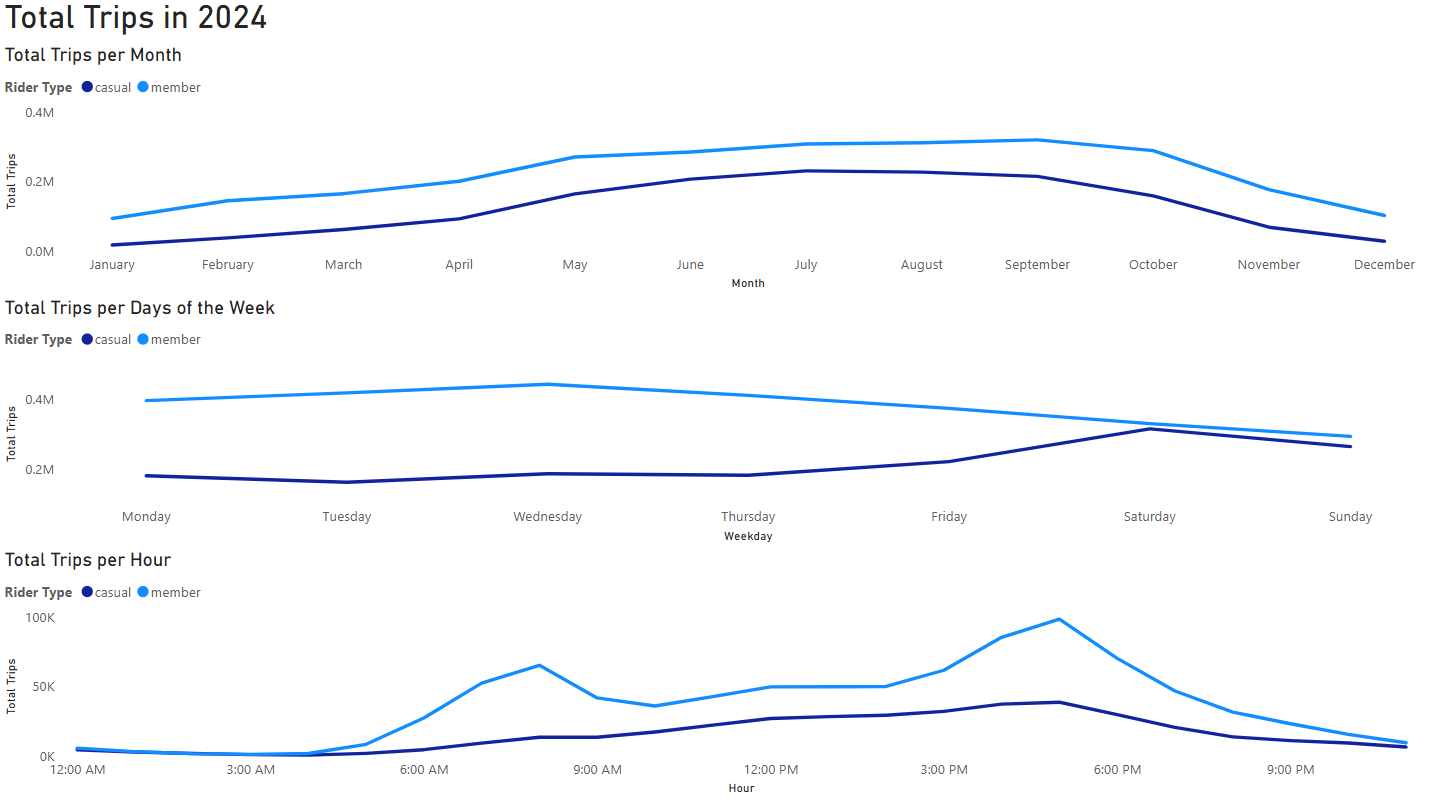 Total Trips in 2024
Total Trips per Month
Rider Type casual member
0.4M
0.2M
0.0M
Total Trips
January February March April May June July August September October November December
Month
Total Trips per Days of the Week
Rider Type casual member
0.4M
0.2M
Total Trips
Monday Tuesday Wednesday Thursday Friday Saturday Sunday
Weekday
Total Trips per Hour
Rider Type casual member
100K
50K
0K
Total Trips
12:00 AM 3:00 AM 6:00 AM 9:00 AM 12:00 PM 3:00 PM 6:00 PM 9:00 PM
Hour